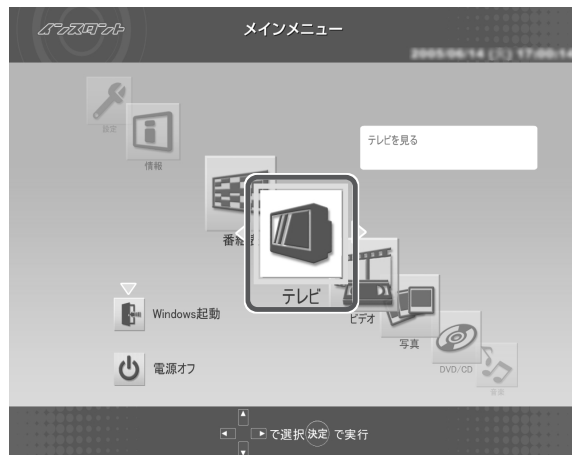 インスタント
メインメニュー
2005/06/14 (火) 17:00:14
設定
情報
テレビを見る
番組表
テレビ
ビデオ
写真
DVD/CD
音楽
Windows起動
電源オフ
で選択 決定 で実行